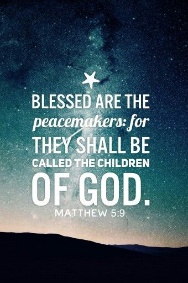 BLESSED ARE THE
peacemakers: for
THEY SHALL BE
CALLED THE CHILDREN
OF GOD.
MATTHEW 5:9